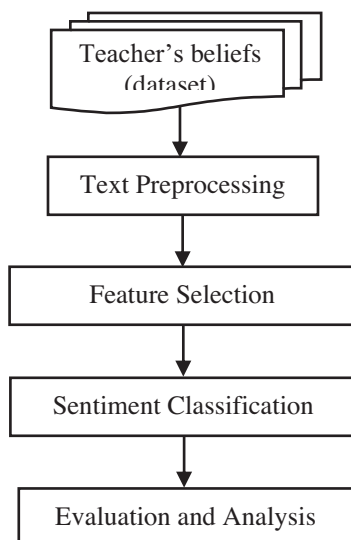 Teacher’s beliefs
(dataset)
Text Preprocessing
Feature Selection
Sentiment Classification
Evaluation and Analysis